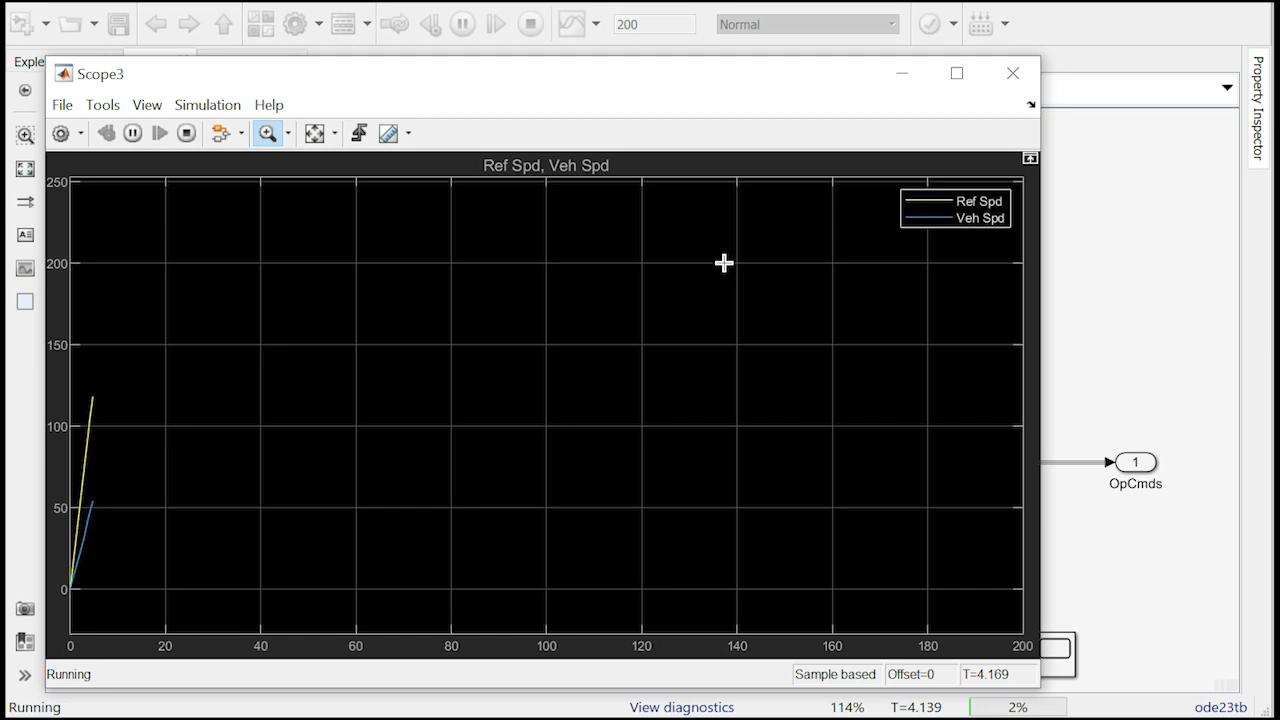 200
Normal
Exple
Property Inspector
Scope3
File Tools View Simulation Help
Ref Spd, Veh Spd
Ref Spd
Veh Spd
250
200
150
100
50
0
0 20 40 60 80 100 120 140 160 180 200
Running
Sample based
Offset=0
T=4.169
1
OpCmds
Running
View diagnostics
114%
T=4.139
2%
ode23tb